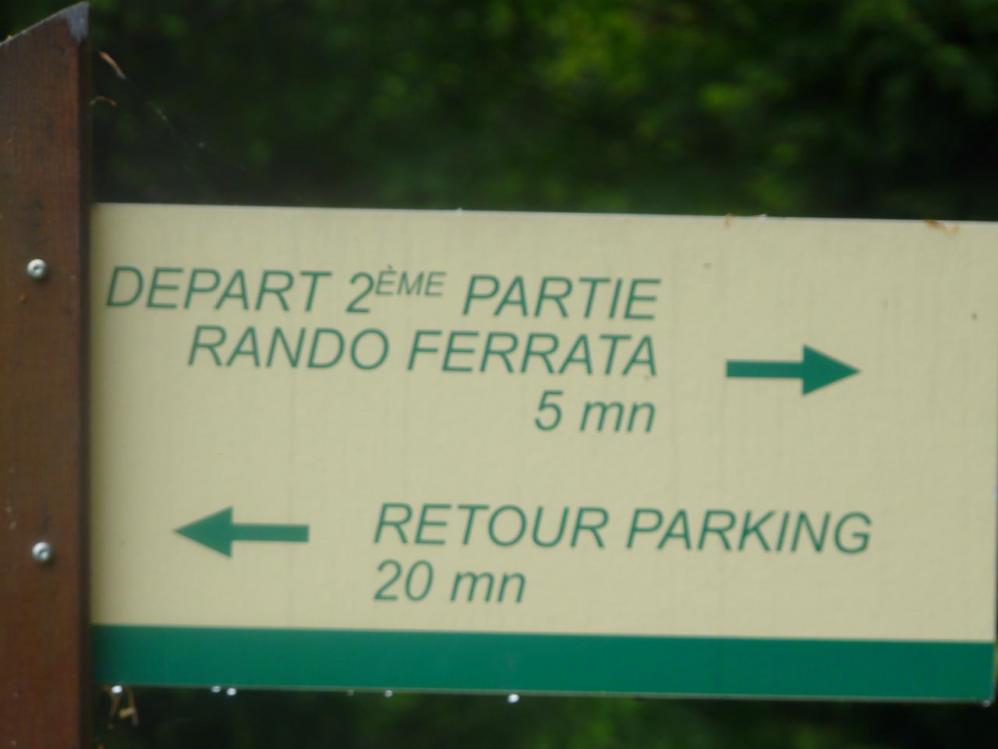 DEPART 2ÈME PARTIE
RANDO FERRATA
5 mn
RETOUR PARKING
20 mn